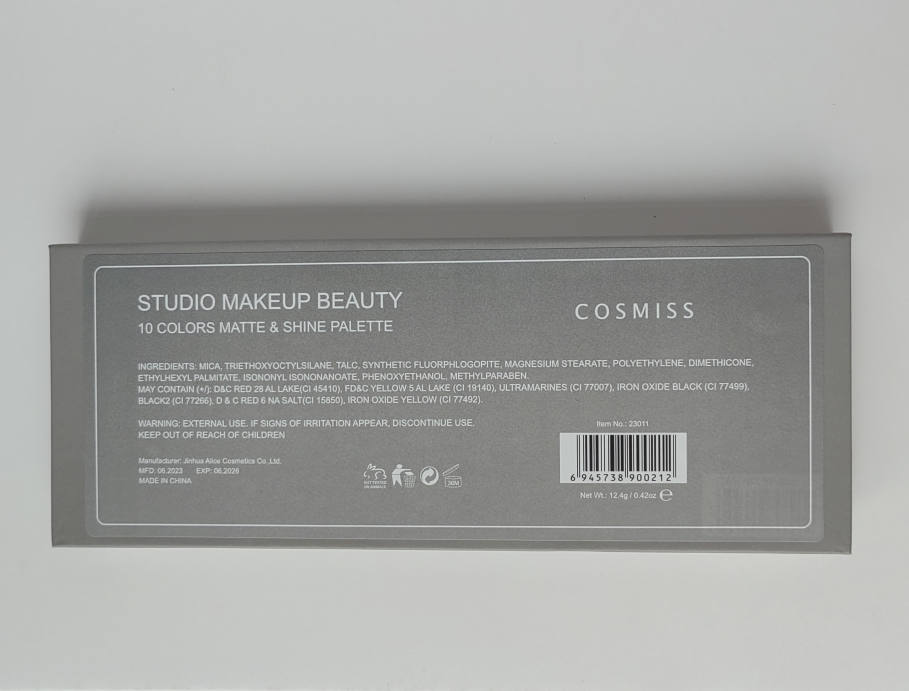 STUDIO MAKEUP BEAUTY
10 COLORS MATTE & SHINE PALETTE
COSMISS
INGREDIENTS: MICA, TRIETHOXYOCTYLSILANE, TALC, SYNTHETIC FLUORPHLOGOPITE, MAGNESIUM STEARATE, POLYETHYLENE, DIMETHICONE,
ETHYLHEXYL PALMITATE, ISONONYL ISONONANOATE, PHENOXYETHANOL, METHYLPARABEN.
MAY CONTAIN (+/-): D&C RED 28 AL LAKE(CI 45410), FD&C YELLOW 5 AL LAKE (CI 19140), ULTRAMARINES (CI 77007), IRON OXIDE BLACK (CI 77499),
BLACK2 (CI 77266), D & C RED 6 NA SALT(CI 15850), IRON OXIDE YELLOW (CI 77492).
WARNING: EXTERNAL USE. IF SIGNS OF IRRITATION APPEAR, DISCONTINUE USE.
KEEP OUT OF REACH OF CHILDREN
Manufacturer: Jinhua Alice Cosmetics Co.,Ltd.
MFD: 06.2023 EXP: 06.2026
MADE IN CHINA
NOT TESTED
ON ANIMALS
36M
Item No.: 23011
6 945738 900212
Net Wt.: 12.4g / 0.42oz e